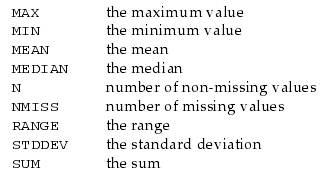 MAX the maximum value
MIN the minimum value
MEAN the mean
MEDIAN the median
N number of non-missing values
NMISS number of missing values
RANGE the range
STDDEV the standard deviation
SUM the sum